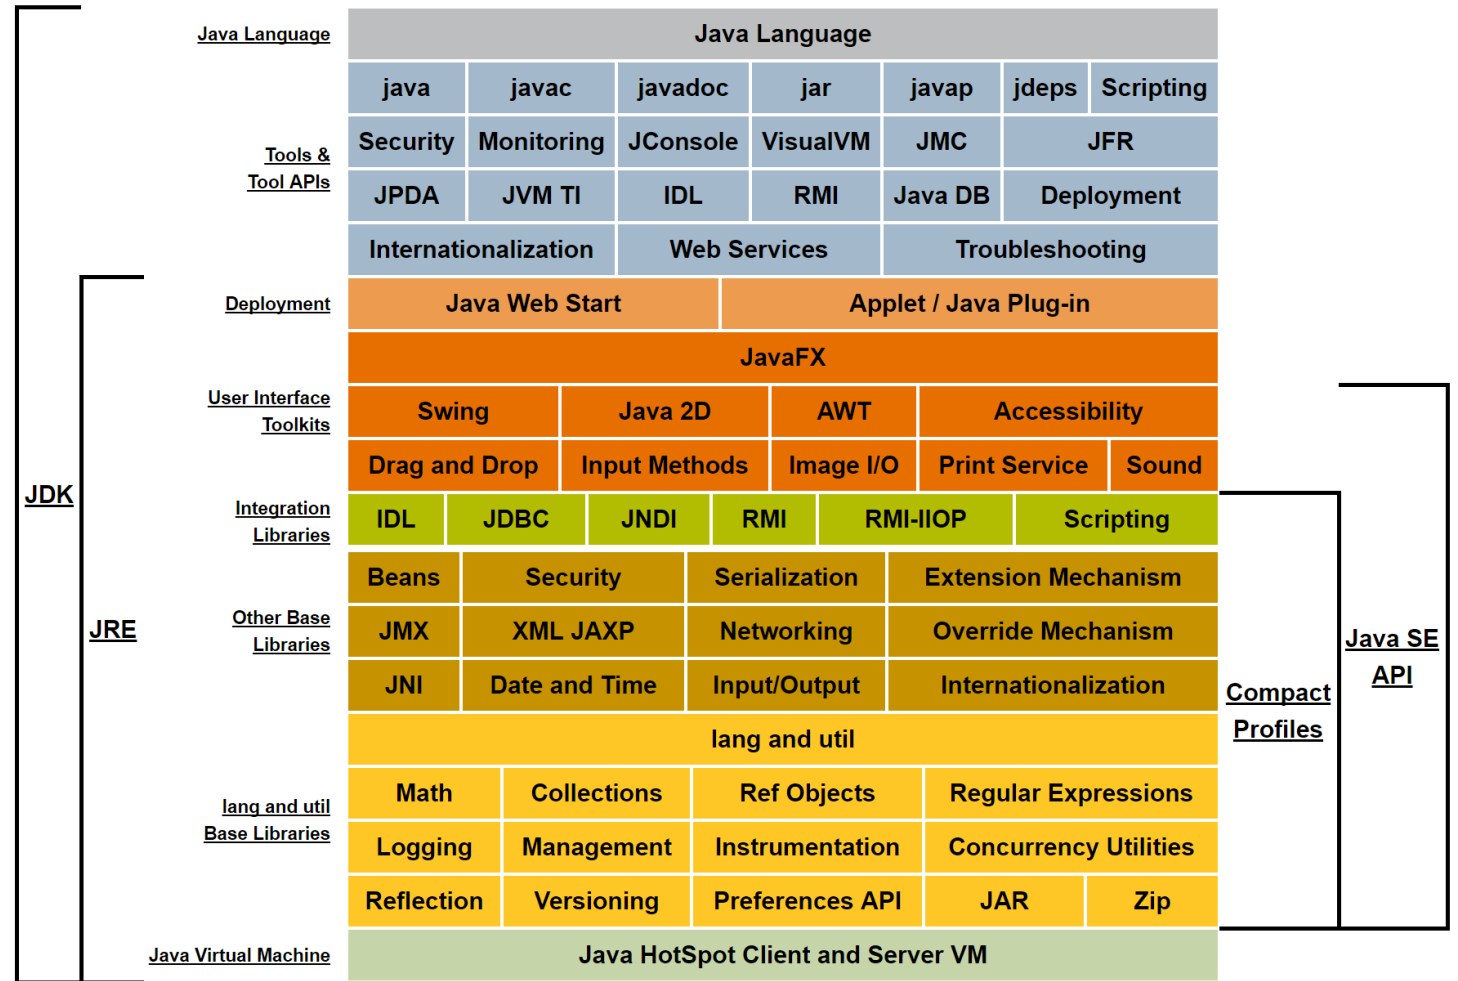 Java Language
Java Language
java javac javadoc jar javap jdeps Scripting
Tools &
Tool APIs
Security Monitoring JConsole VisualVM JMC JFR
JPDA JVM TI IDL RMI Java DB Deployment
Internationalization Web Services Troubleshooting
Deployment
Java Web Start Applet / Java Plug-in
JavaFX
User Interface
Toolkits
Swing Java 2D AWT Accessibility
Drag and Drop Input Methods Image I/O Print Service Sound
JDK
Integration
Libraries
IDL JDBC JNDI RMI RMI-IIOP Scripting
Beans Security Serialization Extension Mechanism
JRE
Other Base
Libraries
JMX XML JAXP Networking Override Mechanism
Java SE
API
JNI Date and Time Input/Output Internationalization
Compact
Profiles
lang and util
lang and util
Base Libraries
Math Collections Ref Objects Regular Expressions
Logging Management Instrumentation Concurrency Utilities
Reflection Versioning Preferences API JAR Zip
Java Virtual Machine
Java HotSpot Client and Server VM